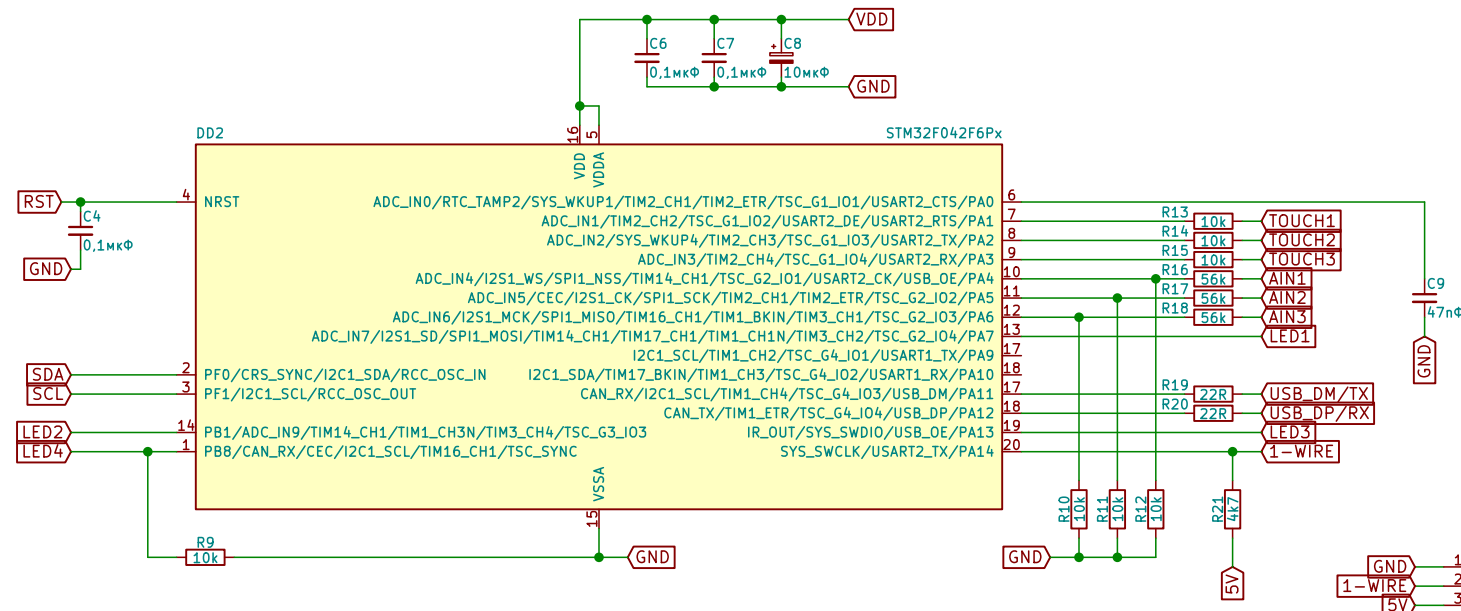 VDD
C6
C7
+
C8
0,1мкФ
0,1мкФ
10мкФ
GND
DD2
16
5
STM32F042F6Px
VDD
VDDA
RST
4
NRST
ADC_IN0/RTC_TAMP2/SYS_WKUP1/TIM2_CH1/TIM2_ETR/TSC_G1_IO1/USART2_CTS/PA0
6
C4
0,1мкФ
GND
ADC_IN1/TIM2_CH2/TSC_G1_IO2/USART2_DE/USART2_RTS/PA1
7
R13
10k
TOUCH1
ADC_IN2/SYS_WKUP4/TIM2_CH3/TSC_G1_IO3/USART2_TX/PA2
8
R14
10k
TOUCH2
ADC_IN3/TIM2_CH4/TSC_G1_IO4/USART2_RX/PA3
9
R15
10k
TOUCH3
ADC_IN4/I2S1_WS/SPI1_NSS/TIM14_CH1/TSC_G2_IO1/USART2_CK/USB_OE/PA4
10
R16
56k
AIN1
ADC_IN5/CEC/I2S1_CK/SPI1_SCK/TIM2_CH1/TIM2_ETR/TSC_G2_IO2/PA5
11
R17
56k
AIN2
ADC_IN6/I2S1_MCK/SPI1_MISO/TIM16_CH1/TIM1_BKIN/TIM3_CH1/TSC_G2_IO3/PA6
12
R18
56k
AIN3
C9
47nФ
GND
ADC_IN7/I2S1_SD/SPI1_MOSI/TIM14_CH1/TIM17_CH1/TIM1_CH1N/TIM3_CH2/TSC_G2_IO4/PA7
13
LED1
I2C1_SCL/TIM1_CH2/TSC_G4_IO1/USART1_TX/PA9
17
SDA
2
PF0/CRS_SYNC/I2C1_SDA/RCC_OSC_IN
I2C1_SDA/TIM17_BKIN/TIM1_CH3/TSC_G4_IO2/USART1_RX/PA10
18
SCL
3
PF1/I2C1_SCL/RCC_OSC_OUT
CAN_RX/I2C1_SCL/TIM1_CH4/TSC_G4_IO3/USB_DM/PA11
17
R19
22R
USB_DM/TX
CAN_TX/TIM1_ETR/TSC_G4_IO4/USB_DP/PA12
18
R20
22R
USB_DP/RX
LED2
14
PB1/ADC_IN9/TIM14_CH1/TIM1_CH3N/TIM3_CH4/TSC_G3_IO3
IR_OUT/SYS_SWDIO/USB_OE/PA13
19
LED3
LED4
1
PB8/CAN_RX/CEC/I2C1_SCL/TIM16_CH1/TSC_SYNC
SYS_SWCLK/USART2_TX/PA14
20
1-WIRE
VSSA
15
R9
10k
GND
R10
10k
R11
10k
R12
10k
R21
4k7
GND
5V
GND
1
1-WIRE
2
5V
3